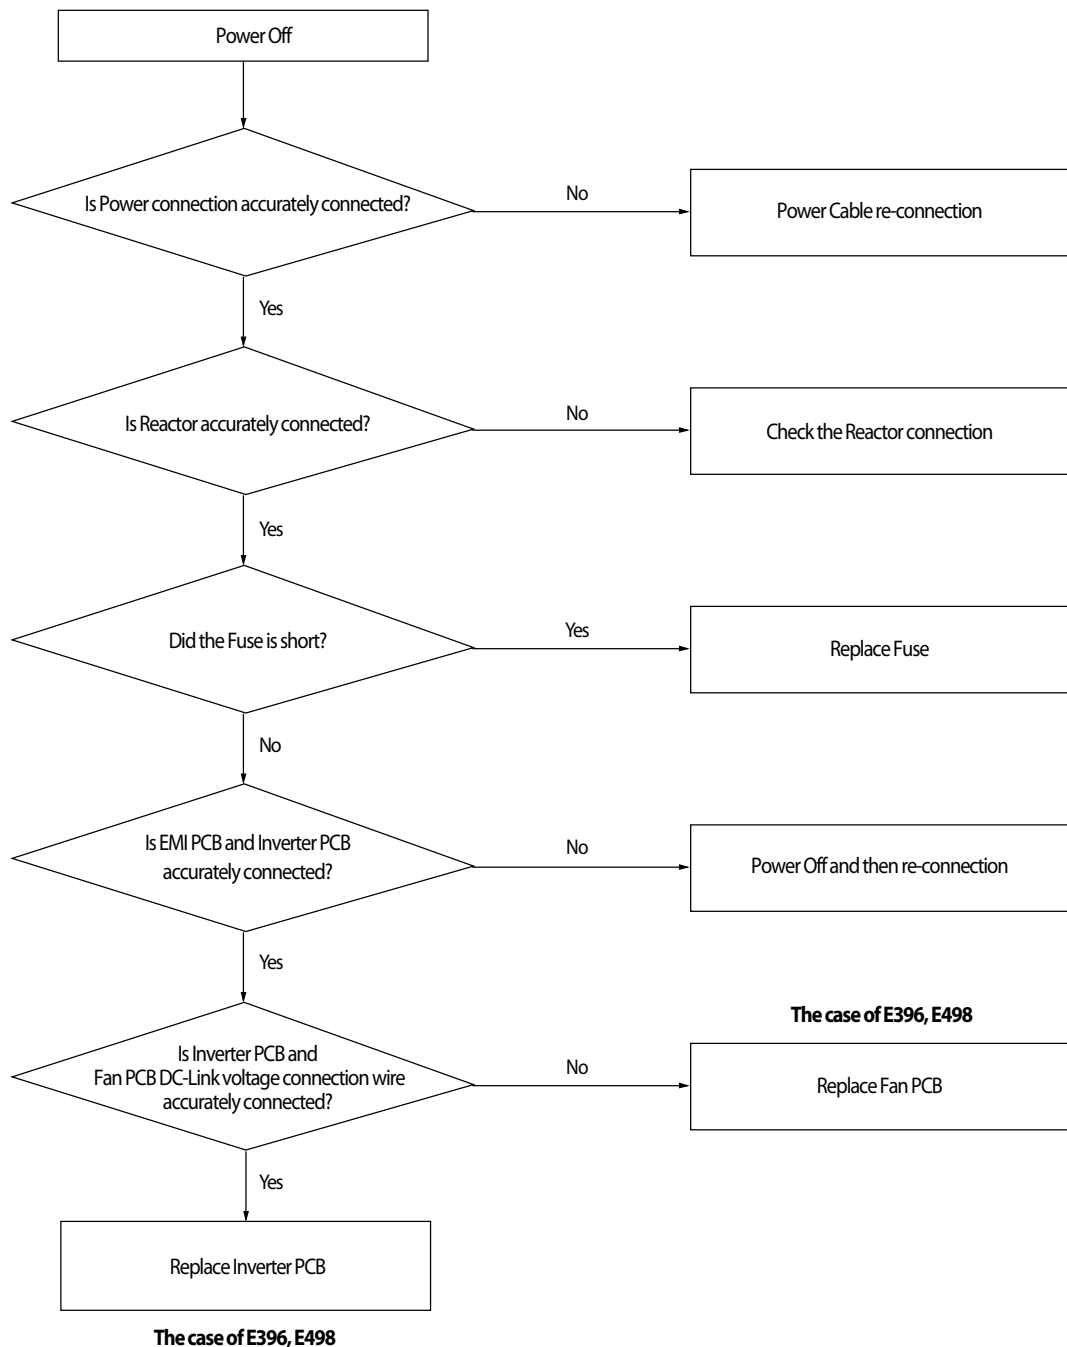 Power Off
Is Power connection accurately connected?
No
Power Cable re-connection
Yes
Is Reactor accurately connected?
No
Check the Reactor connection
Yes
Did the Fuse is short?
Yes
Replace Fuse
No
Is EMI PCB and Inverter PCB
accurately connected?
No
Power Off and then re-connection
Yes
The case of E396, E498
Is Inverter PCB and
Fan PCB DC-Link voltage connection wire
accurately connected?
No
Replace Fan PCB
Yes
Replace Inverter PCB
The case of E396, E498